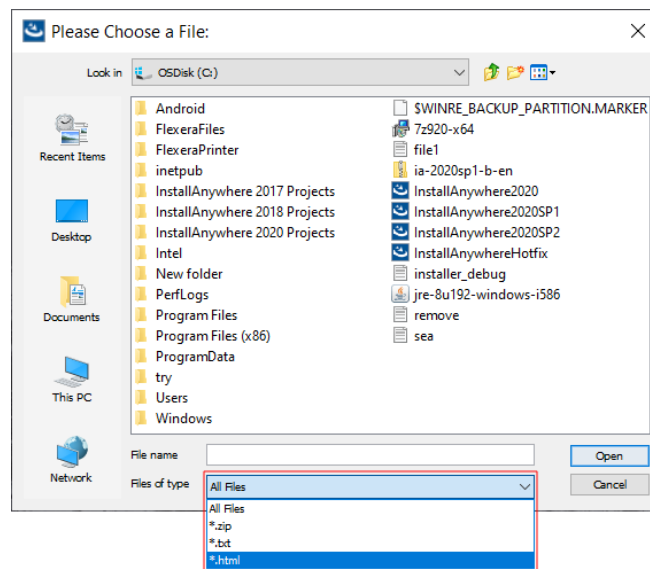 Please Choose a File:
Look in
OSDisk (C:)
Recent Items
Desktop
Documents
This PC
Network
Android
FlexeraFiles
FlexeraPrinter
inetpub
InstallAnywhere 2017 Projects
InstallAnywhere 2018 Projects
InstallAnywhere 2020 Projects
Intel
New folder
PerfLogs
Program Files
Program Files (x86)
ProgramData
try
Users
Windows
$WINRE_BACKUP_PARTITION.MARKER
7z920-x64
file1
ia-2020sp1-b-en
InstallAnywhere2020
InstallAnywhere2020SP1
InstallAnywhere2020SP2
InstallAnywhereHotfix
installer_debug
jre-8u192-windows-i586
remove
sea
File name
Open
Files of type
All Files
Cancel
All Files
*.zip
*.txt
*.html